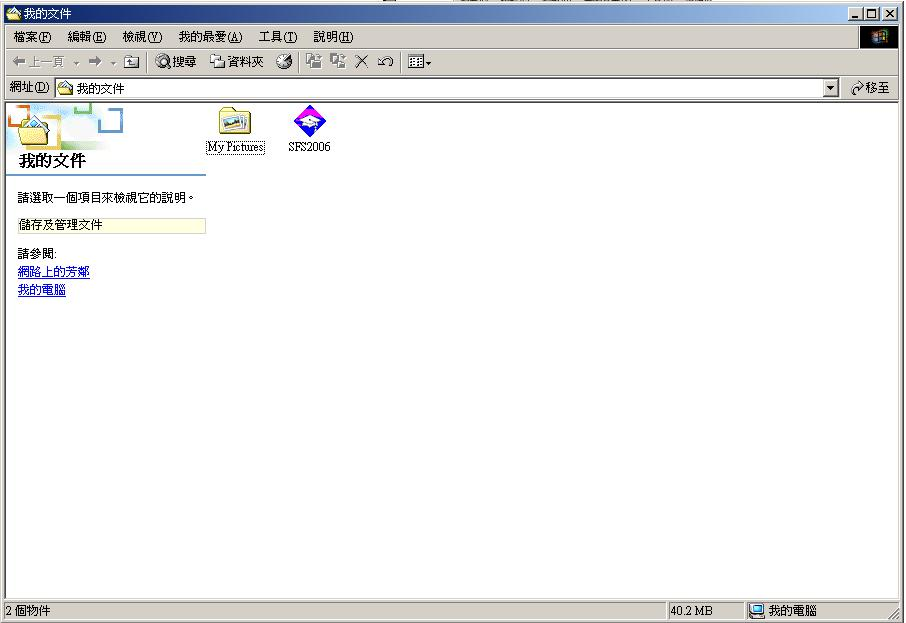 我的文件
檔案(F) 編輯(E) 檢視(V) 我的最愛(A) 工具(T) 說明(H)
上一頁 搜尋 資料夾
網址(D) 我的文件 移至
My Pictures SFS2006
我的文件
請選取一個項目來檢視它的說明。
儲存及管理文件
請參閱:
網路上的芳鄰
我的電腦
2 個物件 40.2 MB 我的電腦